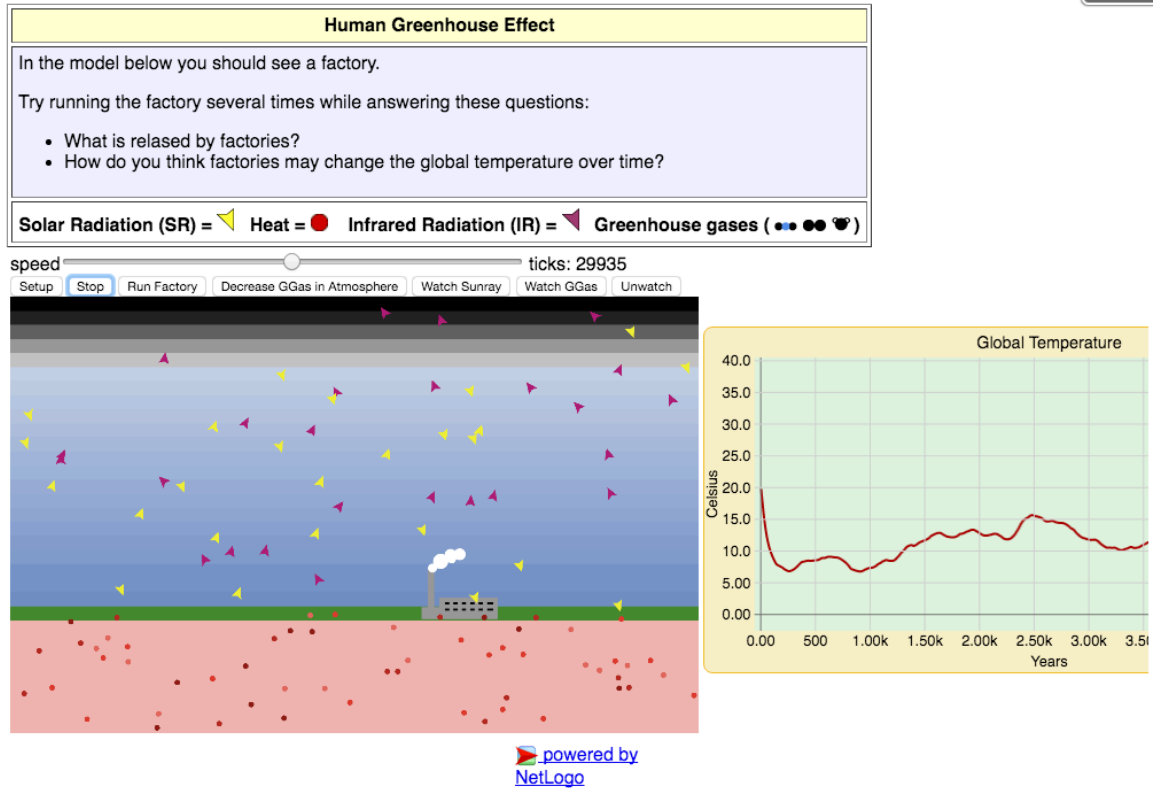 Human Greenhouse Effect
In the model below you should see a factory.
Try running the factory several times while answering these questions:
• What is relased by factories?
• How do you think factories may change the global temperature over time?
Solar Radiation (SR) = Heat = Infrared Radiation (IR) = Greenhouse gases ( )
speed ticks: 29935
Setup Stop Run Factory Decrease GGas in Atmosphere Watch Sunray Watch GGas Unwatch
Global Temperature
40.0
35.0
30.0
25.0
20.0
15.0
10.0
5.00
0.00
Celsius
0.00 500 1.00k 1.50k 2.00k 2.50k 3.00k 3.50
Years
powered by
NetLogo